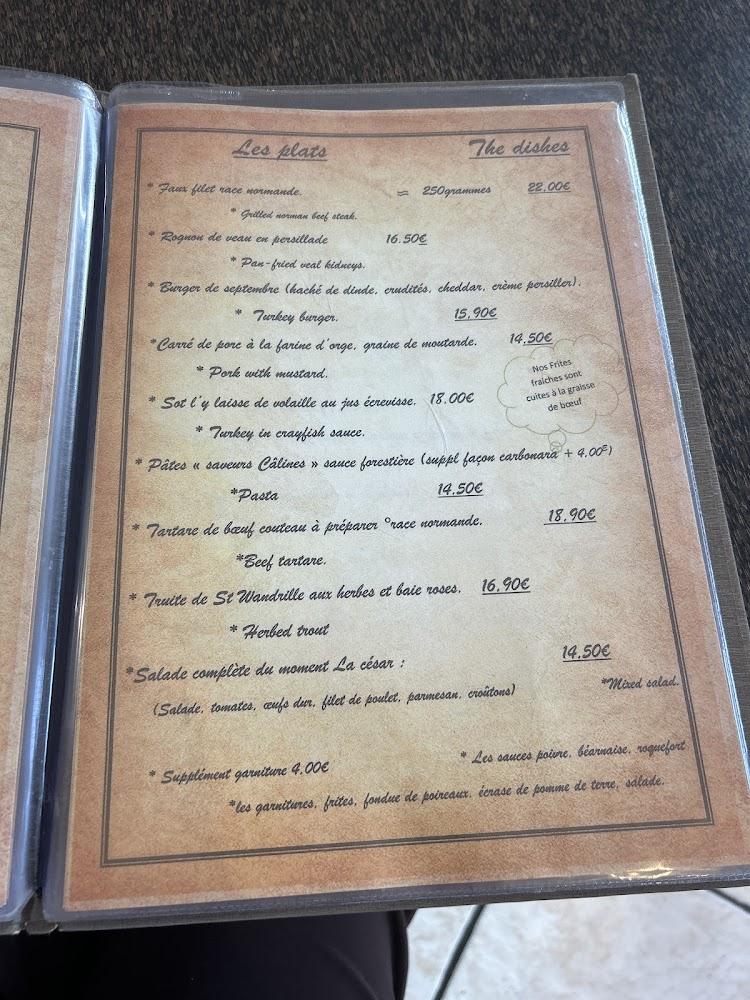 Les plats The dishes
* Faux filet race normande. ≈ 250grammes 22.00€
* Grilled norman beef steak.
* Rognon de veau en persillade 16.50€
* Pan-fried veal kidneys.
* Burger de septembre (haché de dinde, crudités, cheddar, crème persiller).
* Turkey burger. 15.90€
*Carré de porc à la farine d'orge, graine de moutarde. 14.50€
* Pork with mustard.
Nos Frites
fraiches sont
cuites à la graisse
de bœuf
* Sot l'y laisse de volaille au jus écrevisse. 18.00€
* Turkey in crayfish sauce.
* Pâtes « saveurs Câlines » sauce forestière (suppl façon carbonara + 4.00€)
*Pasta 14.50€
* Tartare de bœuf couteau à préparer °race normande. 18.90€
*Beef tartare.
* Truite de St Wandrille aux herbes et baie roses. 16.90€
* Herbed trout
*Salade complète du moment La césar : 14.50€
(Salade, tomates, œufs dur, filet de poulet, parmesan, croûtons) *Mixed salad.
* Supplément garniture 4.00€ * Les sauces poivre, béarnaise, roquefort
*les garnitures, frites, fondue de poireaux, écrase de pomme de terre, salade.